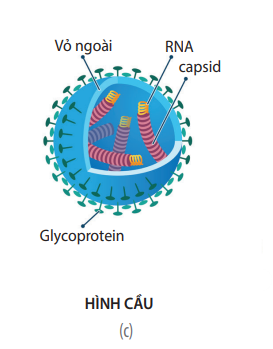 Vỏ ngoài
RNA
capsid
Glycoprotein
HÌNH CẦU
(c)